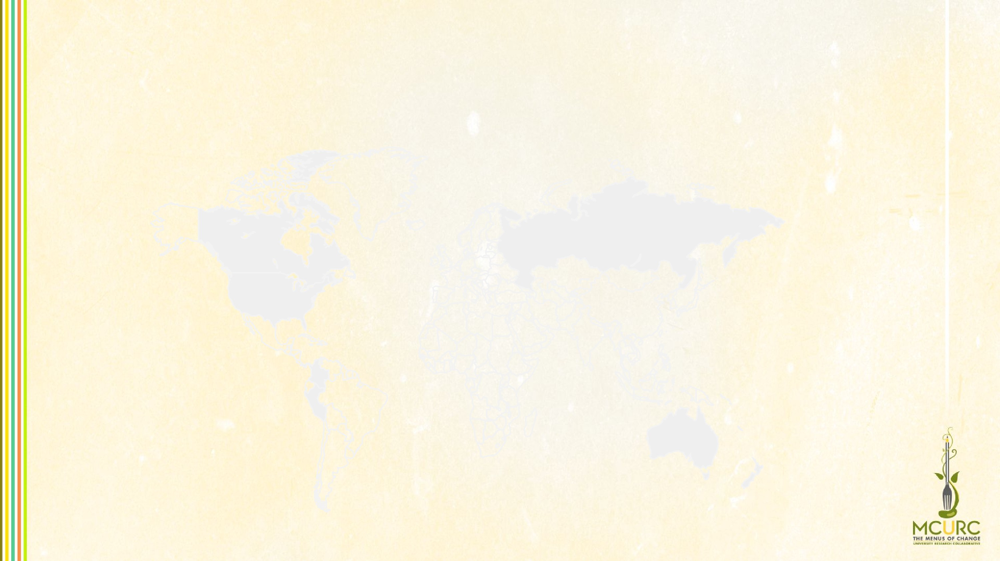 MCURC
THE MENUS OF CHANGE
UNIVERSITY RESEARCH COLLABORATIVE